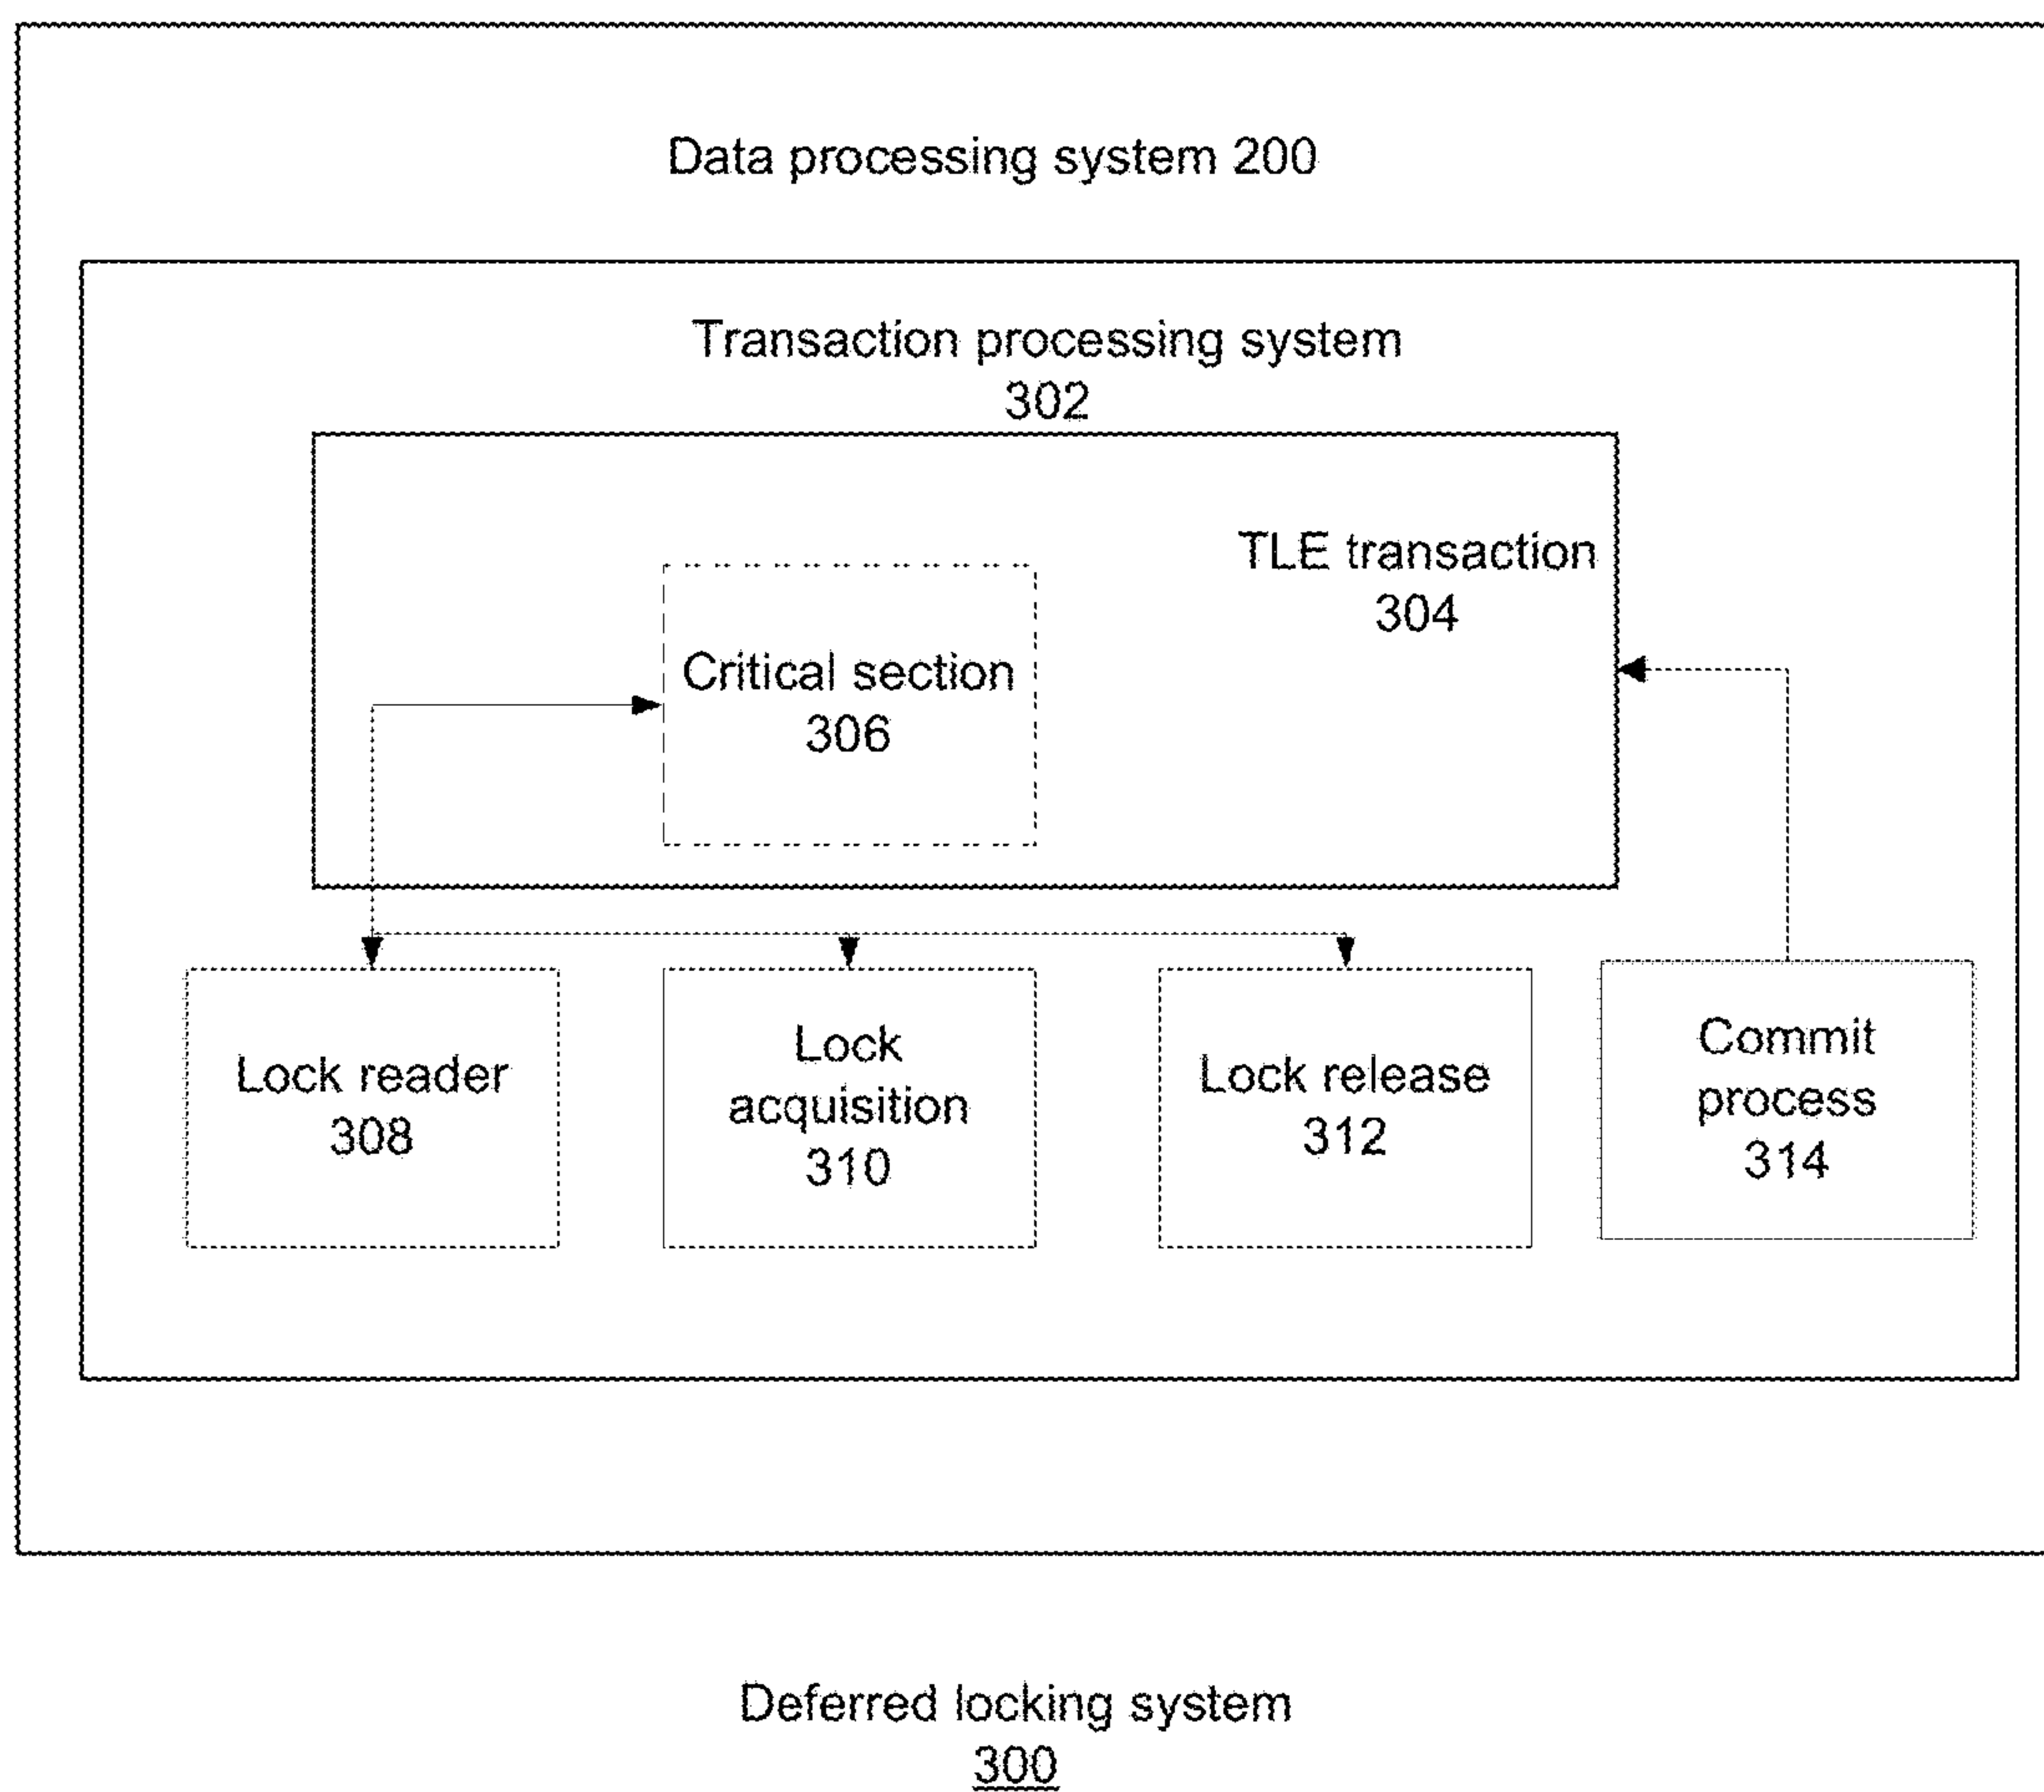 Data processing system 200
Transaction processing system
302
TLE transaction
304
Critical section
306
Lock reader
308
Lock
acquisition
310
Lock release
312
Commit
process
314
Deferred locking system
300